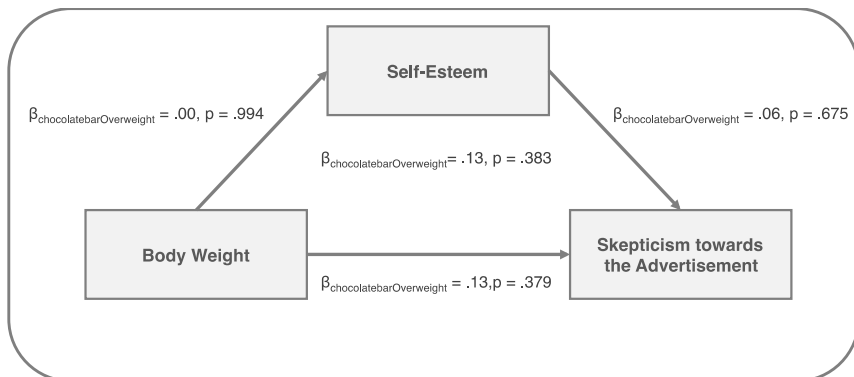 Self-Esteem
βchocolatebarOverweight = .00, p = .994
βchocolatebarOverweight = .06, p = .675
βchocolatebarOverweight= .13, p = .383
Body Weight
Skepticism towards
the Advertisement
βchocolatebarOverweight = .13,p = .379